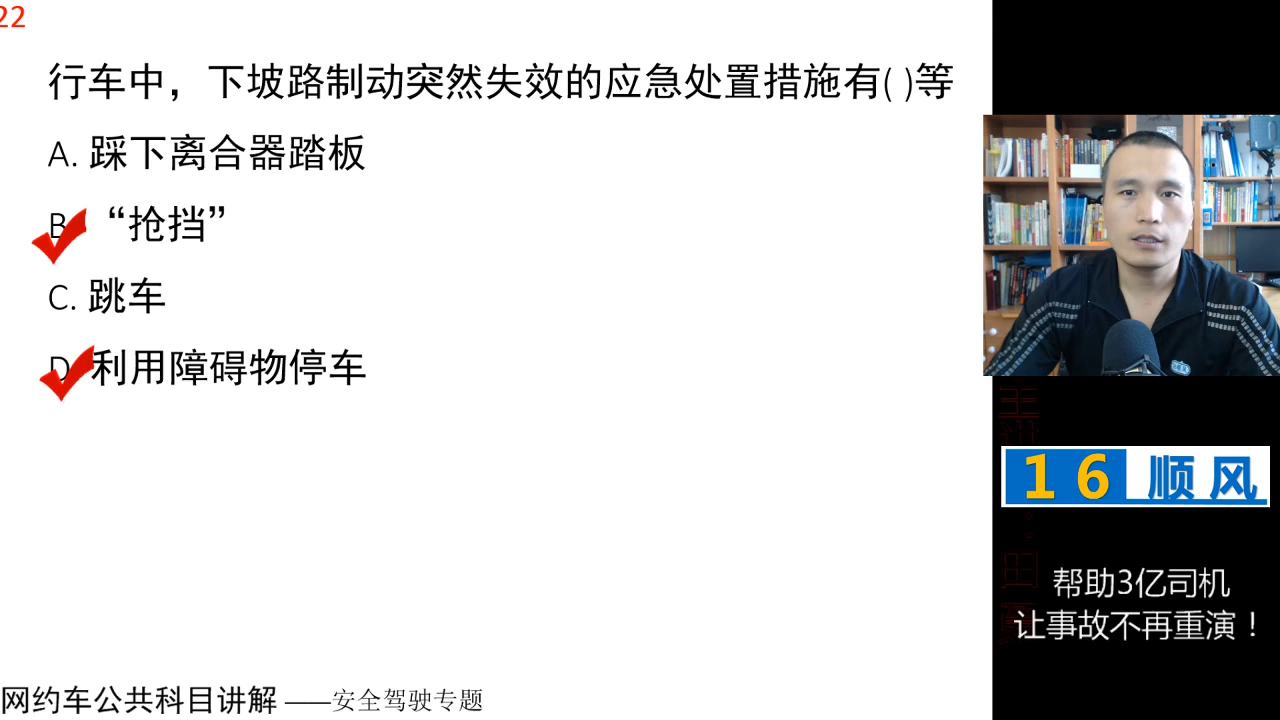 22
行车中，下坡路制动突然失效的应急处置措施有( )等
A. 踩下离合器踏板
B. “抢挡”
C. 跳车
D. 利用障碍物停车
16 顺风
帮助3亿司机
让事故不再重演！
网约车公共科目讲解 ——安全驾驶专题